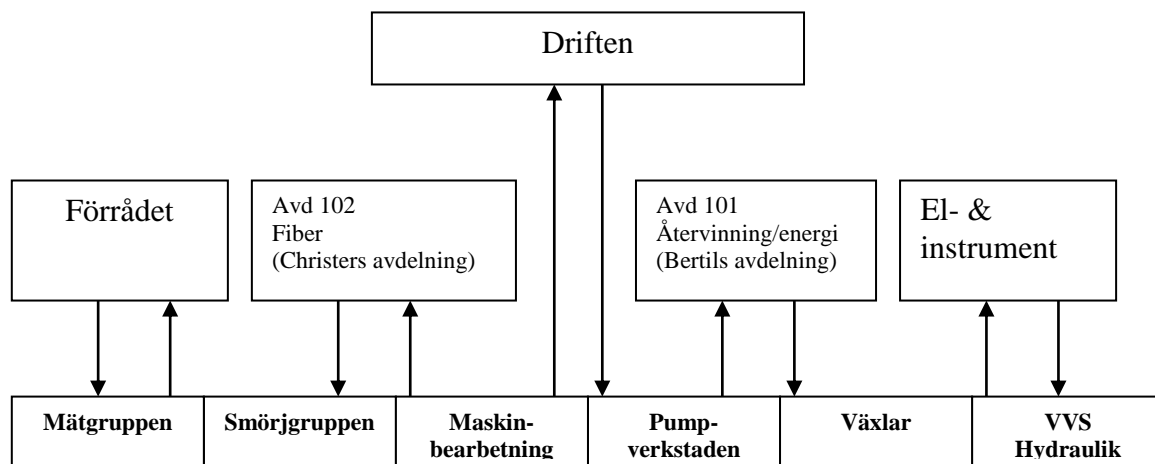 Driften
Förrådet
Avd 102
Fiber
(Christers avdelning)
Avd 101
Återvinning/energi
(Bertils avdelning)
El- &
instrument
Mätgruppen
Smörjgruppen
Maskin-
bearbetning
Pump-
verkstaden
Växlar
VVS
Hydraulik